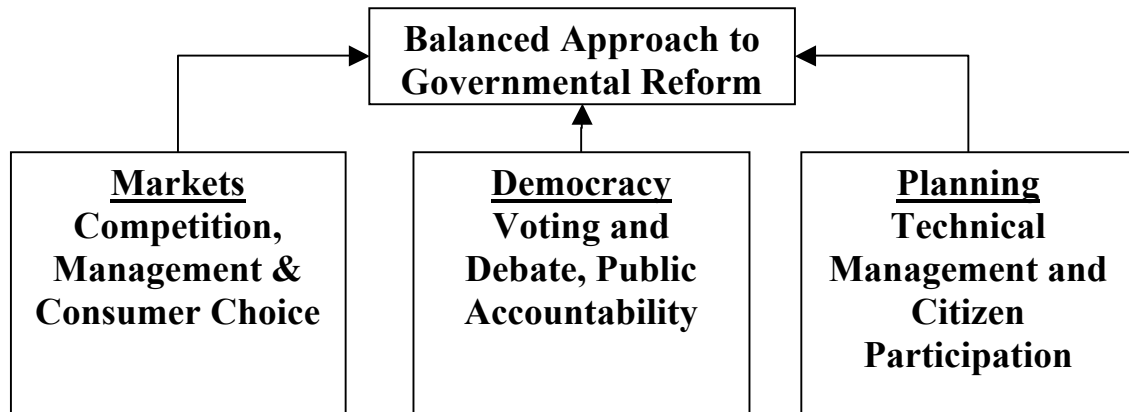 Balanced Approach to
Governmental Reform
Markets
Competition,
Management &
Consumer Choice
Democracy
Voting and
Debate, Public
Accountability
Planning
Technical
Management and
Citizen
Participation